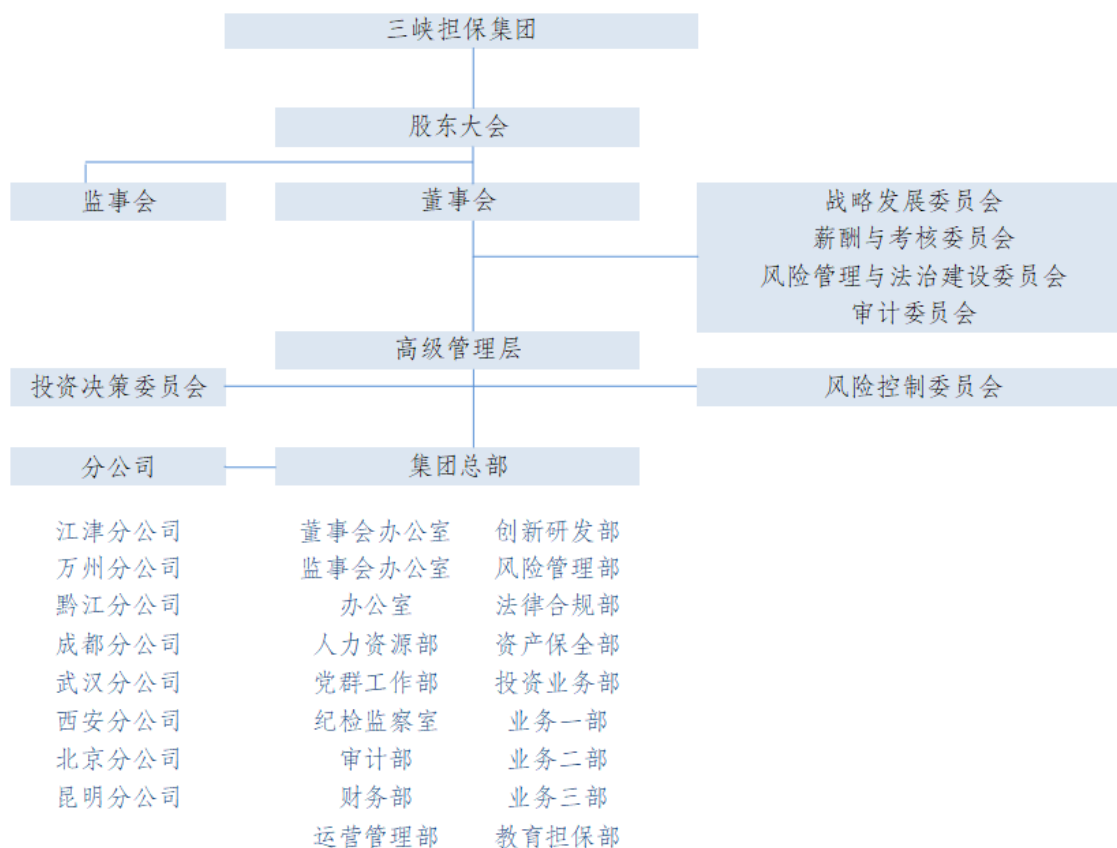 三峡担保集团
股东大会
监事会
董事会
战略发展委员会
薪酬与考核委员会
风险管理与法治建设委员会
审计委员会
高级管理层
投资决策委员会
风险控制委员会
分公司
集团总部
江津分公司
万州分公司
黔江分公司
成都分公司
武汉分公司
西安分公司
北京分公司
昆明分公司
董事会办公室
监事会办公室
办公室
人力资源部
党群工作部
纪检监察室
审计部
财务部
运营管理部
创新研发部
风险管理部
法律合规部
资产保全部
投资业务部
业务一部
业务二部
业务三部
教育担保部